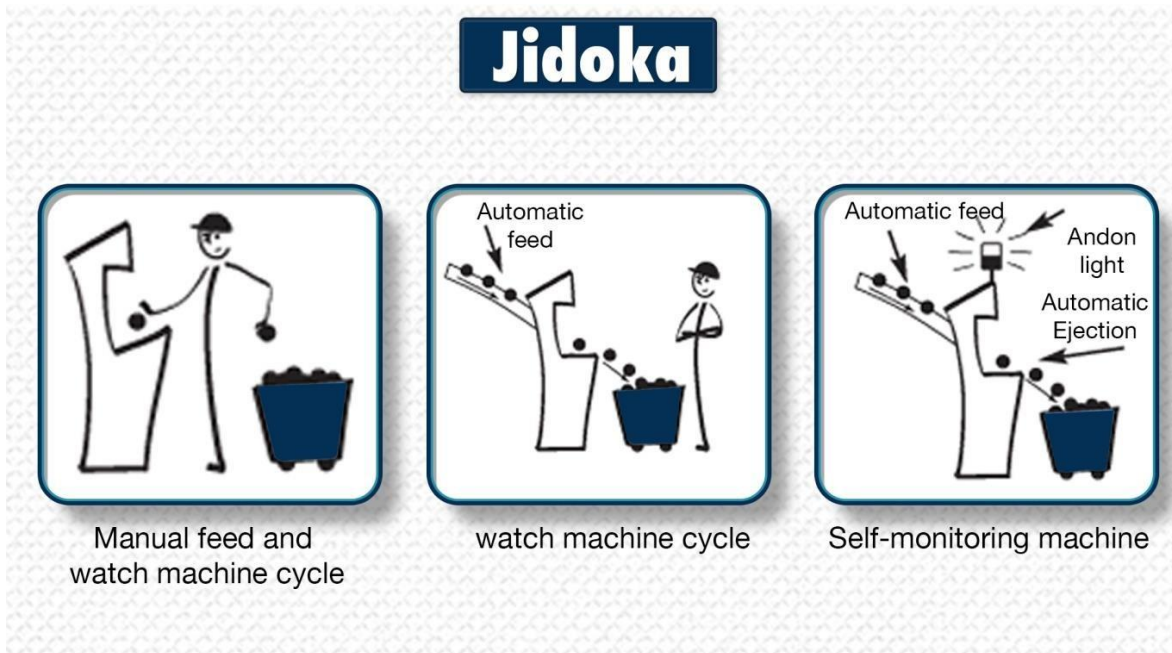 Jidoka
Automatic
feed
Automatic feed
Andon
light
Automatic
Ejection
Manual feed and
watch machine cycle
watch machine cycle
Self-monitoring machine